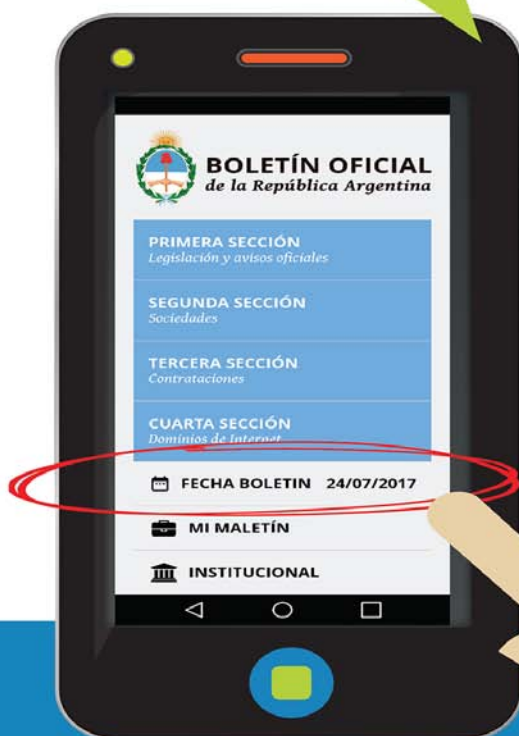 BOLETÍN OFICIAL
de la República Argentina
PRIMERA SECCIÓN
Legislación y avisos oficiales
SEGUNDA SECCIÓN
Sociedades
TERCERA SECCIÓN
Contrataciones
CUARTA SECCIÓN
Dominios de Internet
FECHA BOLETIN 24/07/2017
MI MALETÍN
INSTITUCIONAL